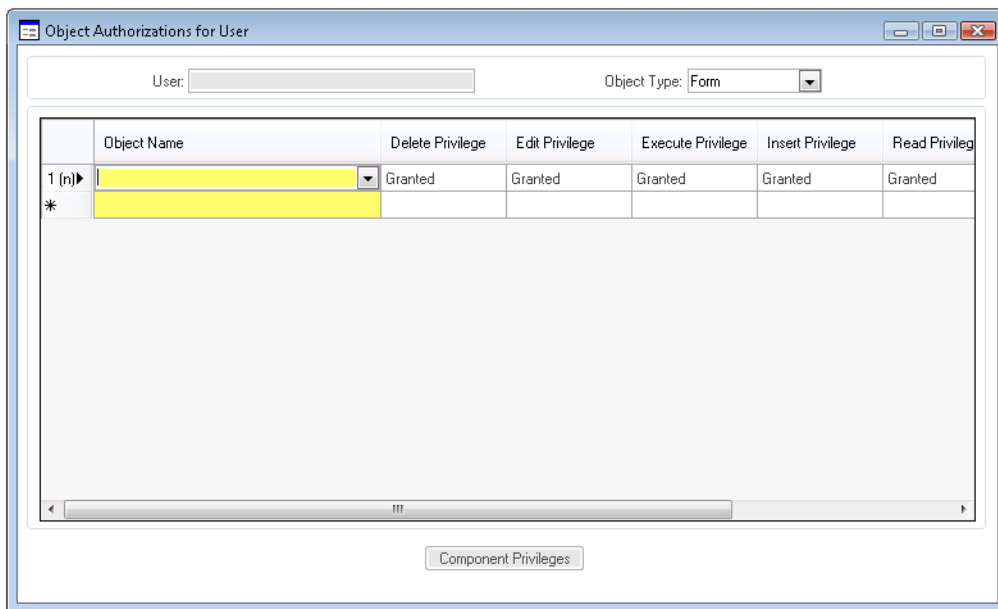 Object Authorizations for User
User: Object Type: Form
Object Name Delete Privilege Edit Privilege Execute Privilege Insert Privilege Read Privileg
1 (n) Granted Granted Granted Granted Granted
*
Component Privileges